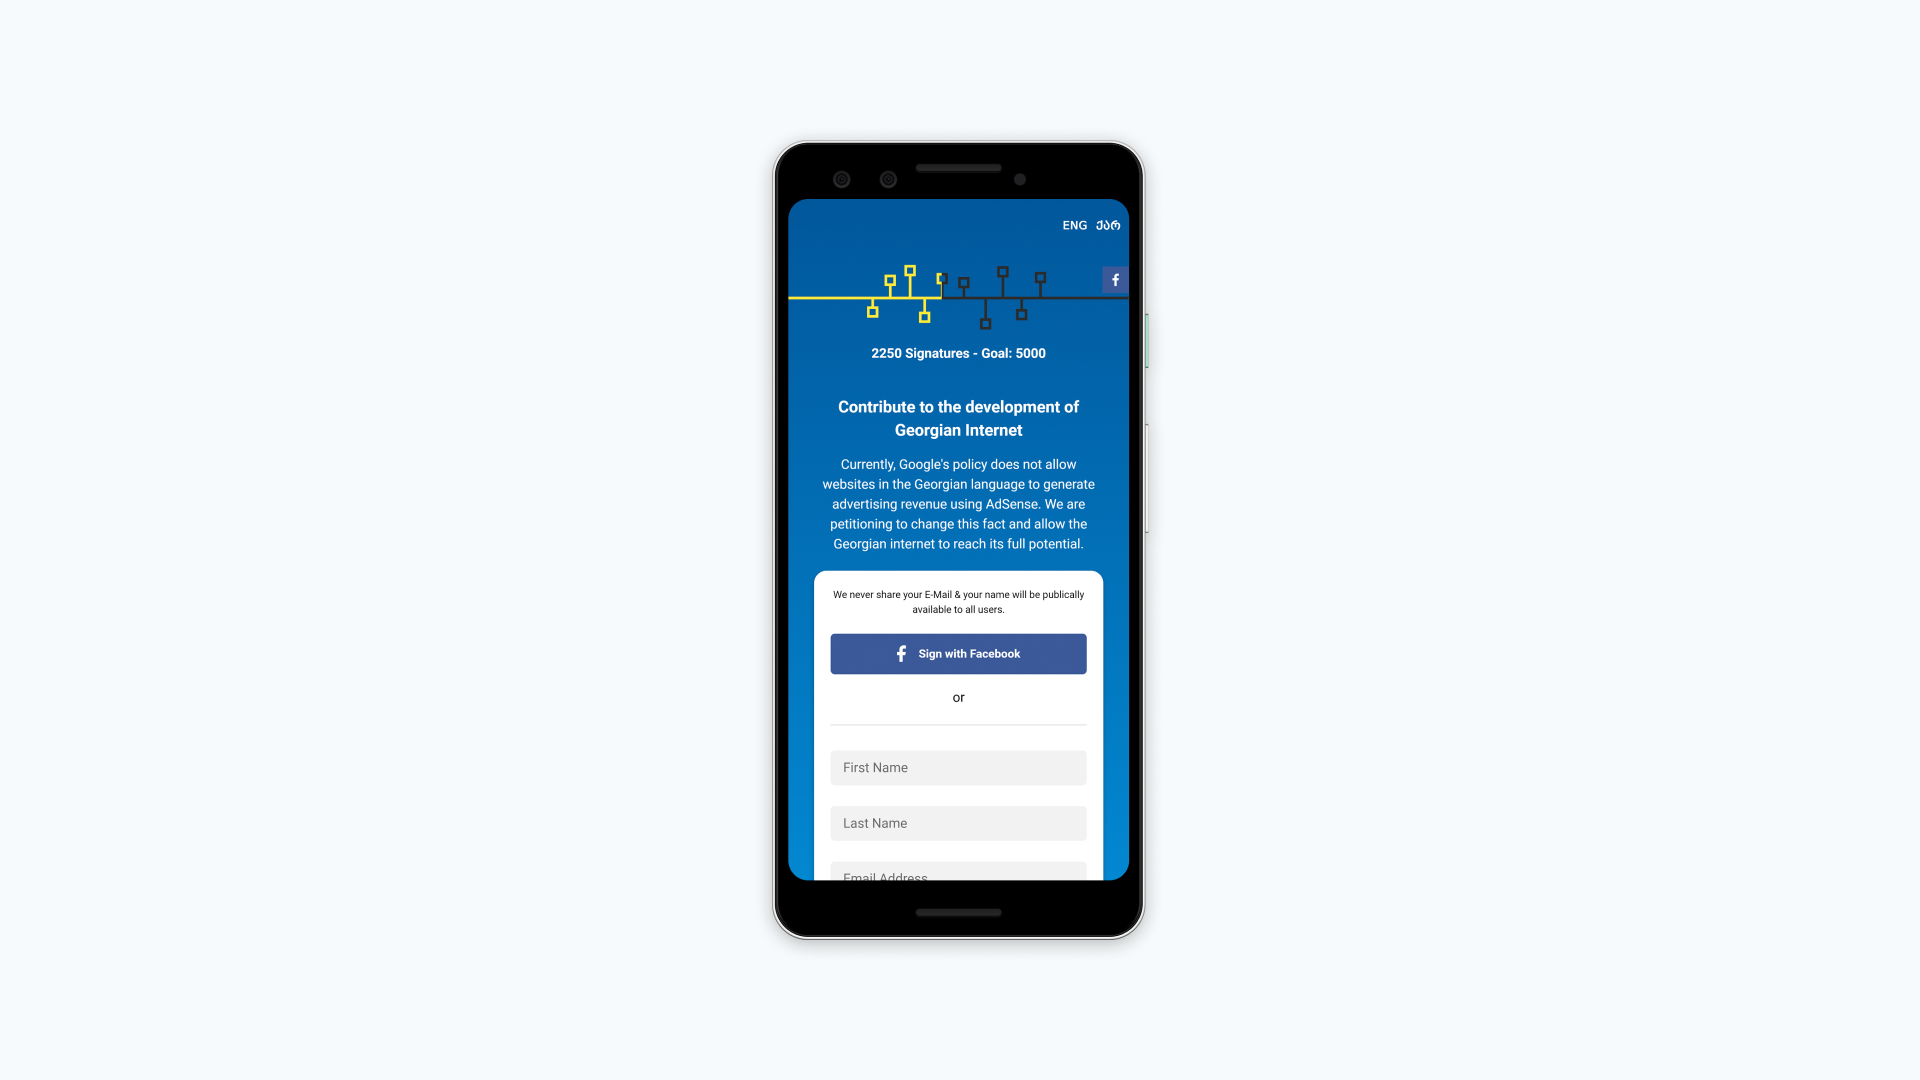 ENG ქარ
2250 Signatures - Goal: 5000
Contribute to the development of
Georgian Internet
Currently, Google's policy does not allow
websites in the Georgian language to generate
advertising revenue using AdSense. We are
petitioning to change this fact and allow the
Georgian internet to reach its full potential.
We never share your E-Mail & your name will be publically
available to all users.
Sign with Facebook
or
First Name
Last Name
Email Address